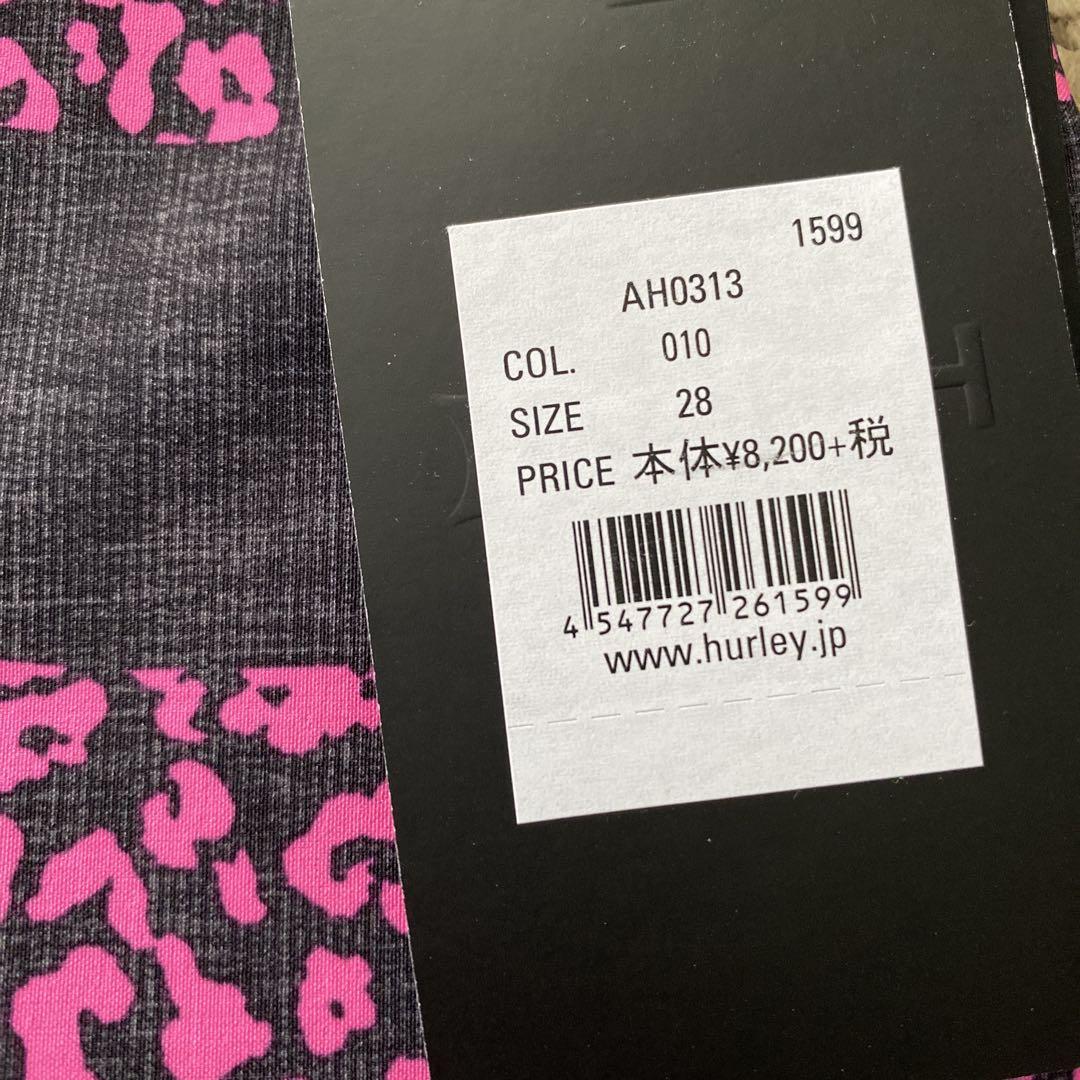 1599
AH0313
COL. 010
SIZE 28
PRICE 本体¥8,200+税
4 547727 261599
www.hurley.jp